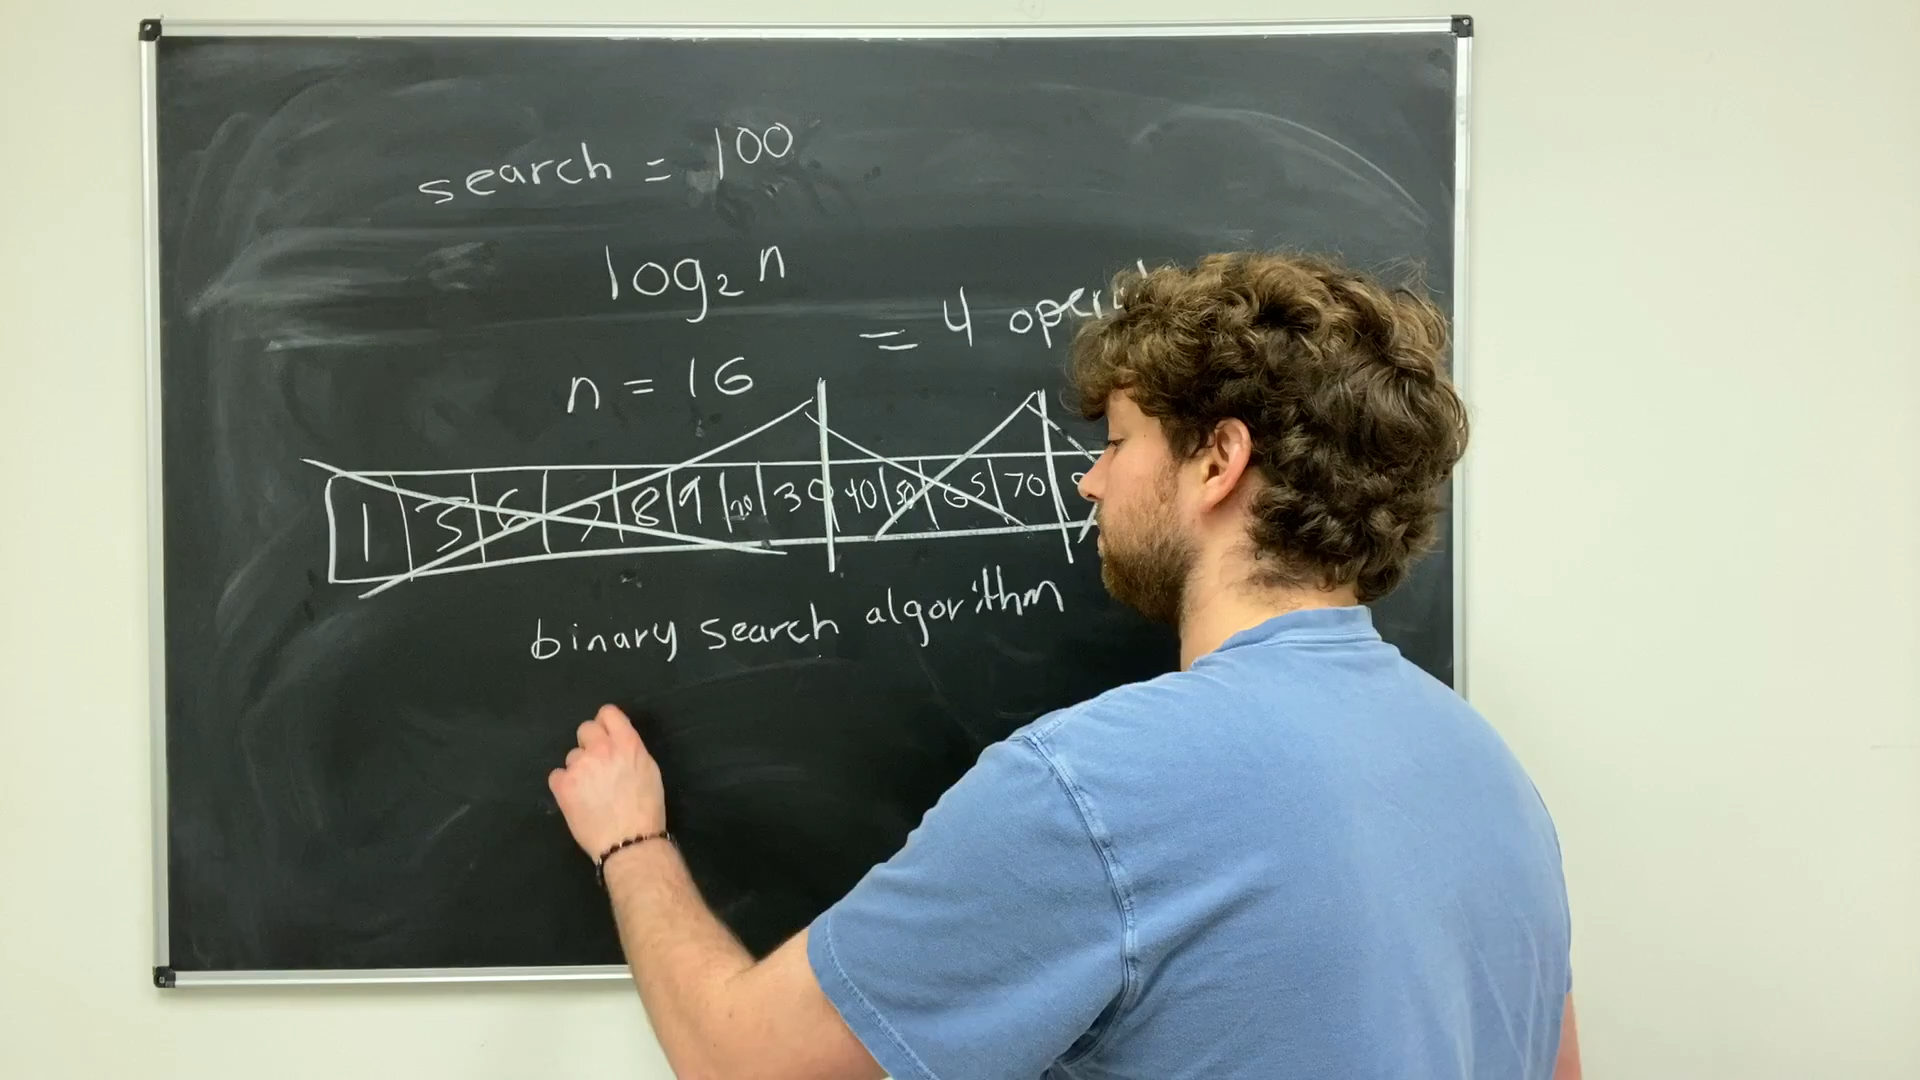 search = 100
log₂ n
= 4
n = 16
1 3 6 7 8 9 20 30 40 50 65 70
binary search algorithm